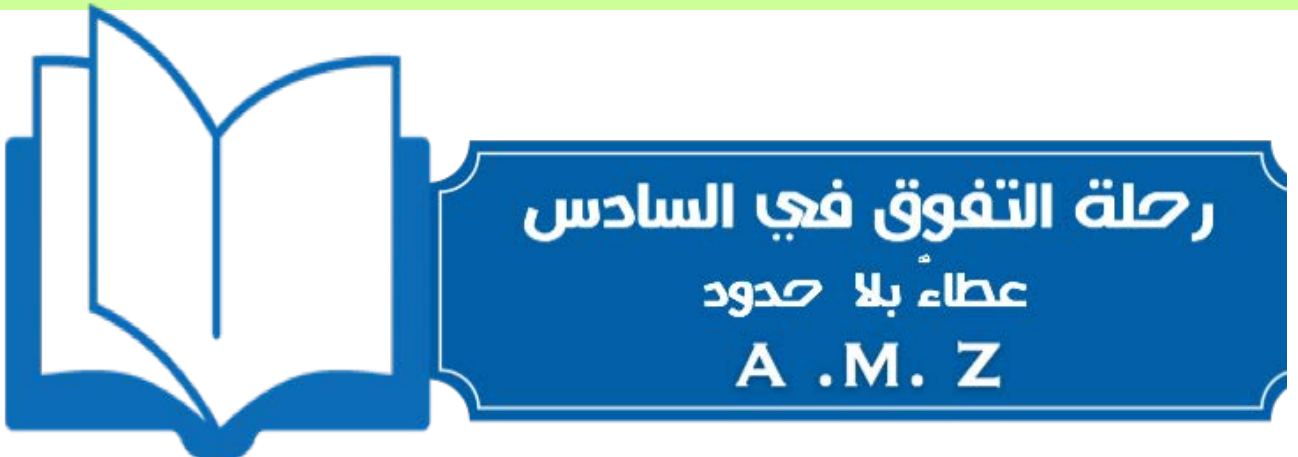 رحلة التفوق في السادس
عطاءً بلا حدود
A .M. Z